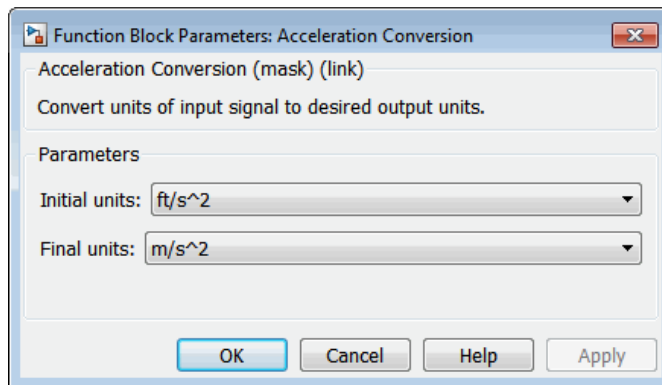 Function Block Parameters: Acceleration Conversion
Acceleration Conversion (mask) (link)
Convert units of input signal to desired output units.
Parameters
Initial units: ft/s^2
Final units: m/s^2
OK Cancel Help Apply